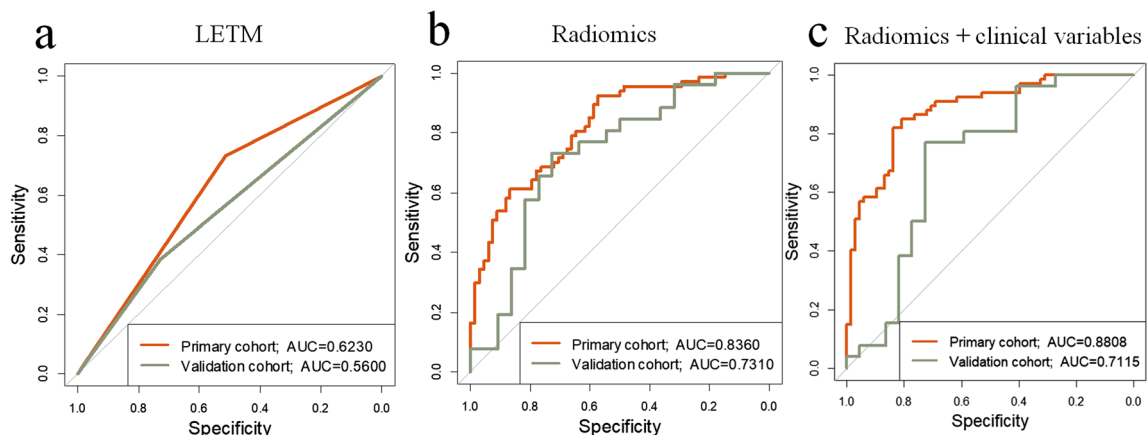 a LETM
1.0
0.8
0.6
0.4
0.2
0.0
Sensitivity
Primary cohort; AUC=0.6230
Validation cohort; AUC=0.5600
1.0 0.8 0.6 0.4 0.2 0.0
Specificity
b Radiomics
1.0
0.8
0.6
0.4
0.2
0.0
Sensitivity
Primary cohort; AUC=0.8360
Validation cohort; AUC=0.7310
1.0 0.8 0.6 0.4 0.2 0.0
Specificity
c Radiomics + clinical variables
1.0
0.8
0.6
0.4
0.2
0.0
Sensitivity
Primary cohort; AUC=0.8808
Validation cohort; AUC=0.7115
1.0 0.8 0.6 0.4 0.2 0.0
Specificity